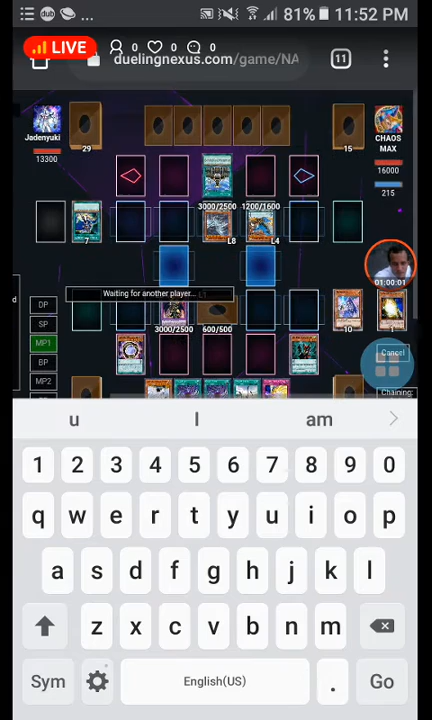 dub 81% 11:52 PM
LIVE 0 0 0
duelingnexus.com/game/NA 11
Jadenyuki 29 15 CHAOS MAX
13300 16000
215
3000/2500 1200/1600
7 L8 L4
01:00:01
Waiting for another player...
DP 3000/2500 600/500 10
SP
MP1
BP Cancel
MP2
Chaining:
u I am
1 2 3 4 5 6 7 8 9 0
q w e r t y u i o p
a s d f g h j k l
z x c v b n m
Sym English(US) . Go